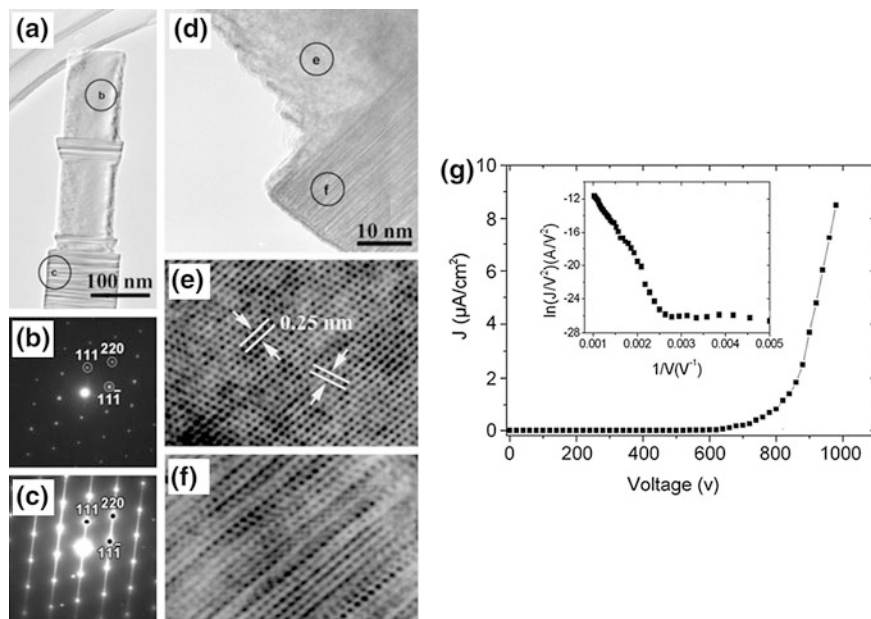 (a)
b
c
100 nm
(b)
111 220
111̄
(c)
111 220
111̄
(d)
e
f
10 nm
(e)
0.25 nm
(f)
(g)
10
8
6
4
2
0
J (μA/cm²)
0 200 400 600 800 1000
Voltage (v)
-12
-16
-20
-24
-28
ln(J/V²)(A/V²)
0.001 0.002 0.003 0.004 0.005
1/V(V⁻¹)